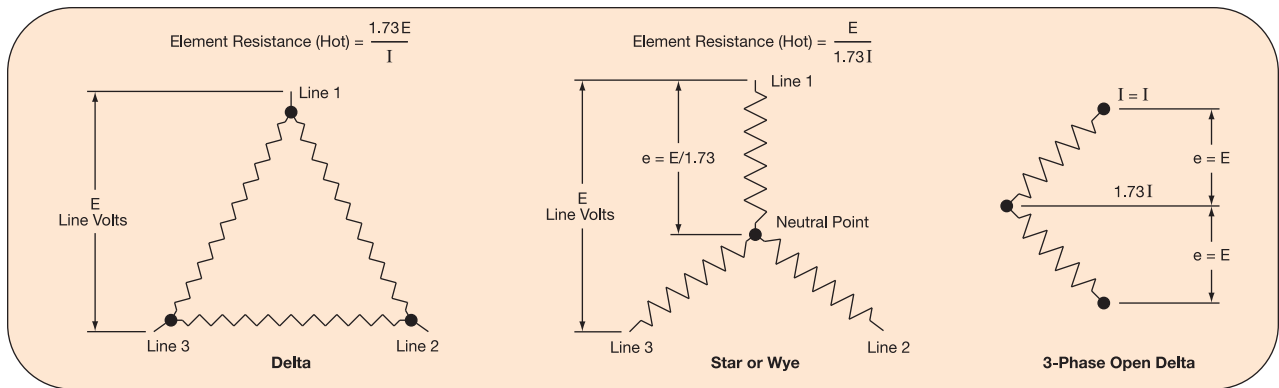 Element Resistance (Hot) = 1.73E / I
Line 1
E
Line Volts
Line 3
Line 2
Delta
Element Resistance (Hot) = E / 1.73I
Line 1
e = E/1.73
E
Line Volts
Neutral Point
Line 3
Line 2
Star or Wye
I = I
e = E
1.73I
e = E
3-Phase Open Delta